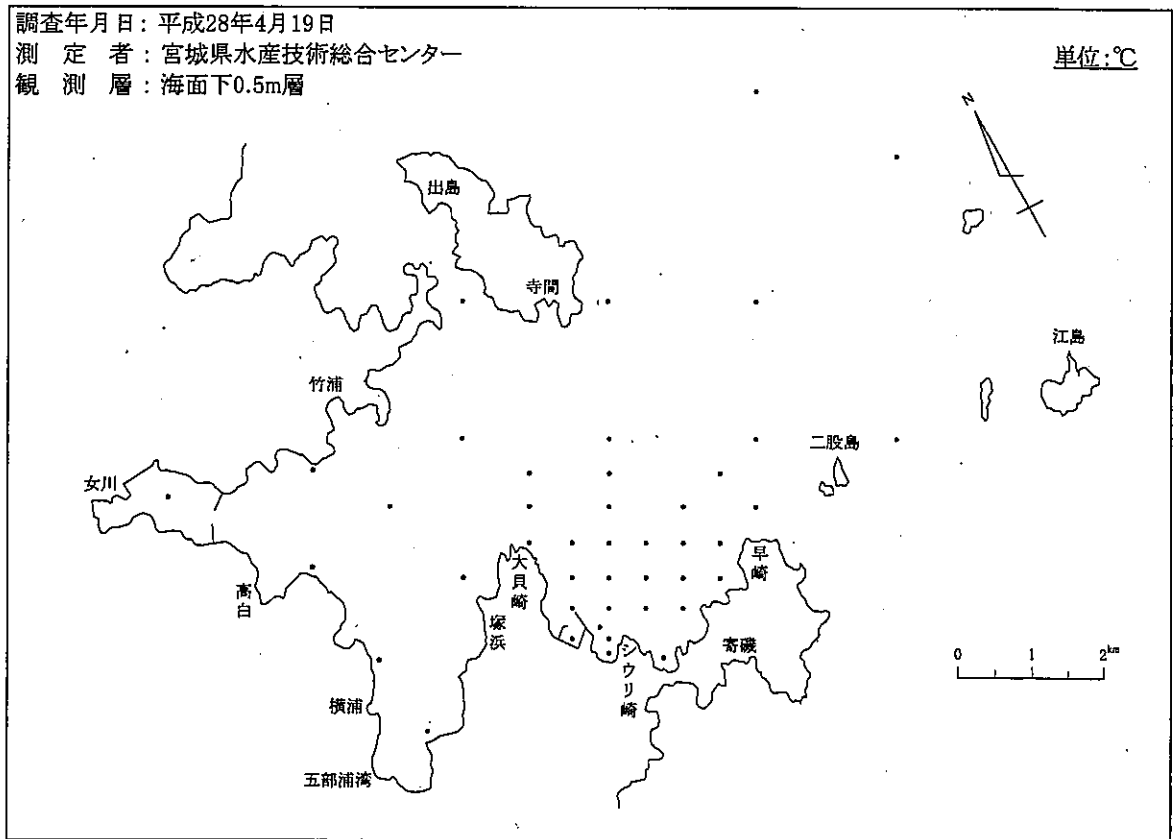 調査年月日：平成28年4月19日
測　定　者：宮城県水産技術総合センター
観　測　層：海面下0.5m層
単位：℃
N
出島
寺間
江島
竹浦
二股島
女川
大貝崎
早崎
高白
塚浜
シウリ崎
寄磯
0 1 2km
横浦
五部浦湾